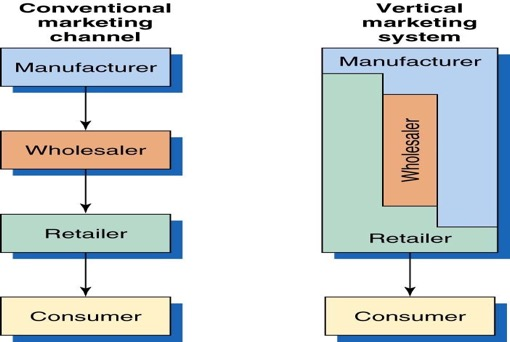 Conventional
marketing
channel
Manufacturer
Wholesaler
Retailer
Consumer
Vertical
marketing
system
Manufacturer
Wholesaler
Retailer
Consumer